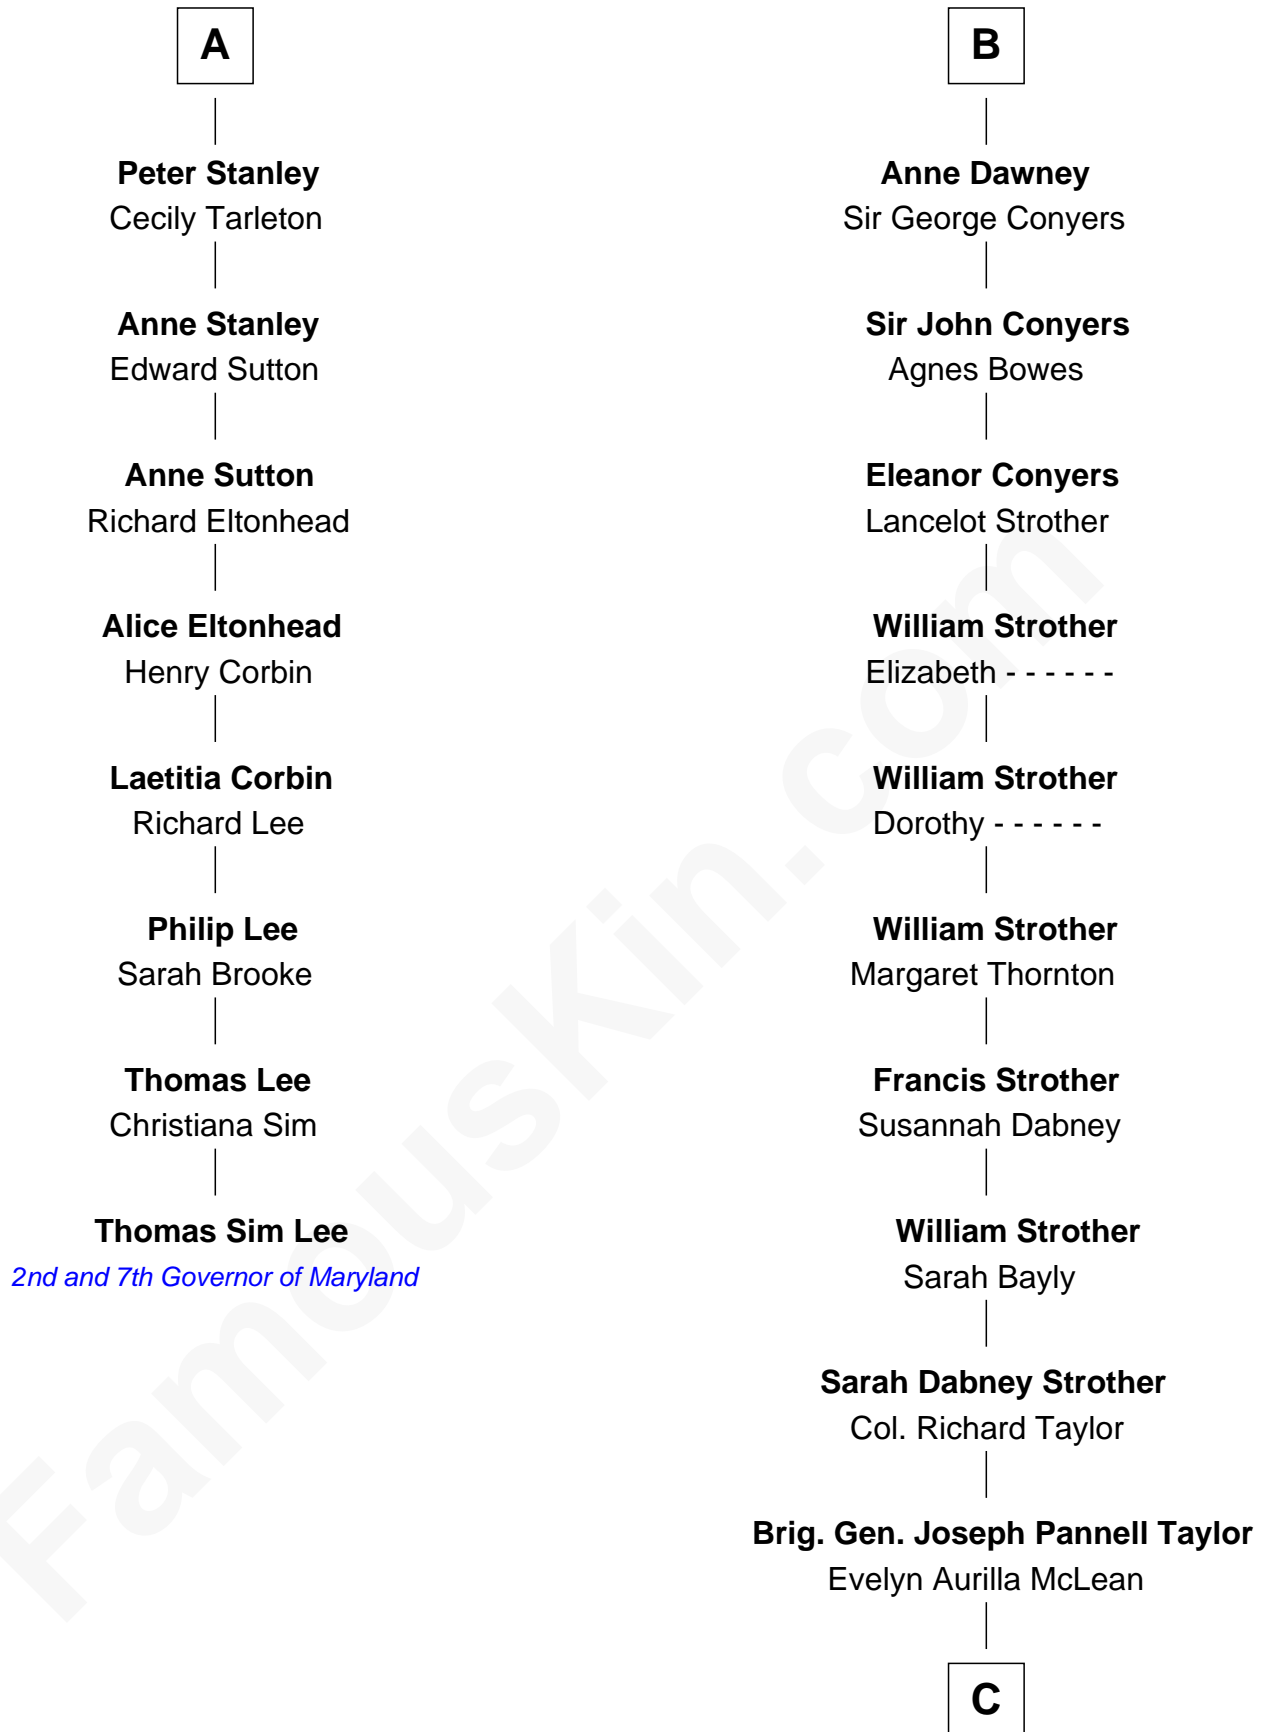 A
Peter Stanley
Cecily Tarleton
Anne Stanley
Edward Sutton
Anne Sutton
Richard Eltonhead
Alice Eltonhead
Henry Corbin
Laetitia Corbin
Richard Lee
Philip Lee
Sarah Brooke
Thomas Lee
Christiana Sim
Thomas Sim Lee
2nd and 7th Governor of Maryland
B
Anne Dawney
Sir George Conyers
Sir John Conyers
Agnes Bowes
Eleanor Conyers
Lancelot Strother
William Strother
Elizabeth - - - - - -
William Strother
Dorothy - - - - - -
William Strother
Margaret Thornton
Francis Strother
Susannah Dabney
William Strother
Sarah Bayly
Sarah Dabney Strother
Col. Richard Taylor
Brig. Gen. Joseph Pannell Taylor
Evelyn Aurilla McLean
C
FamousKin.com